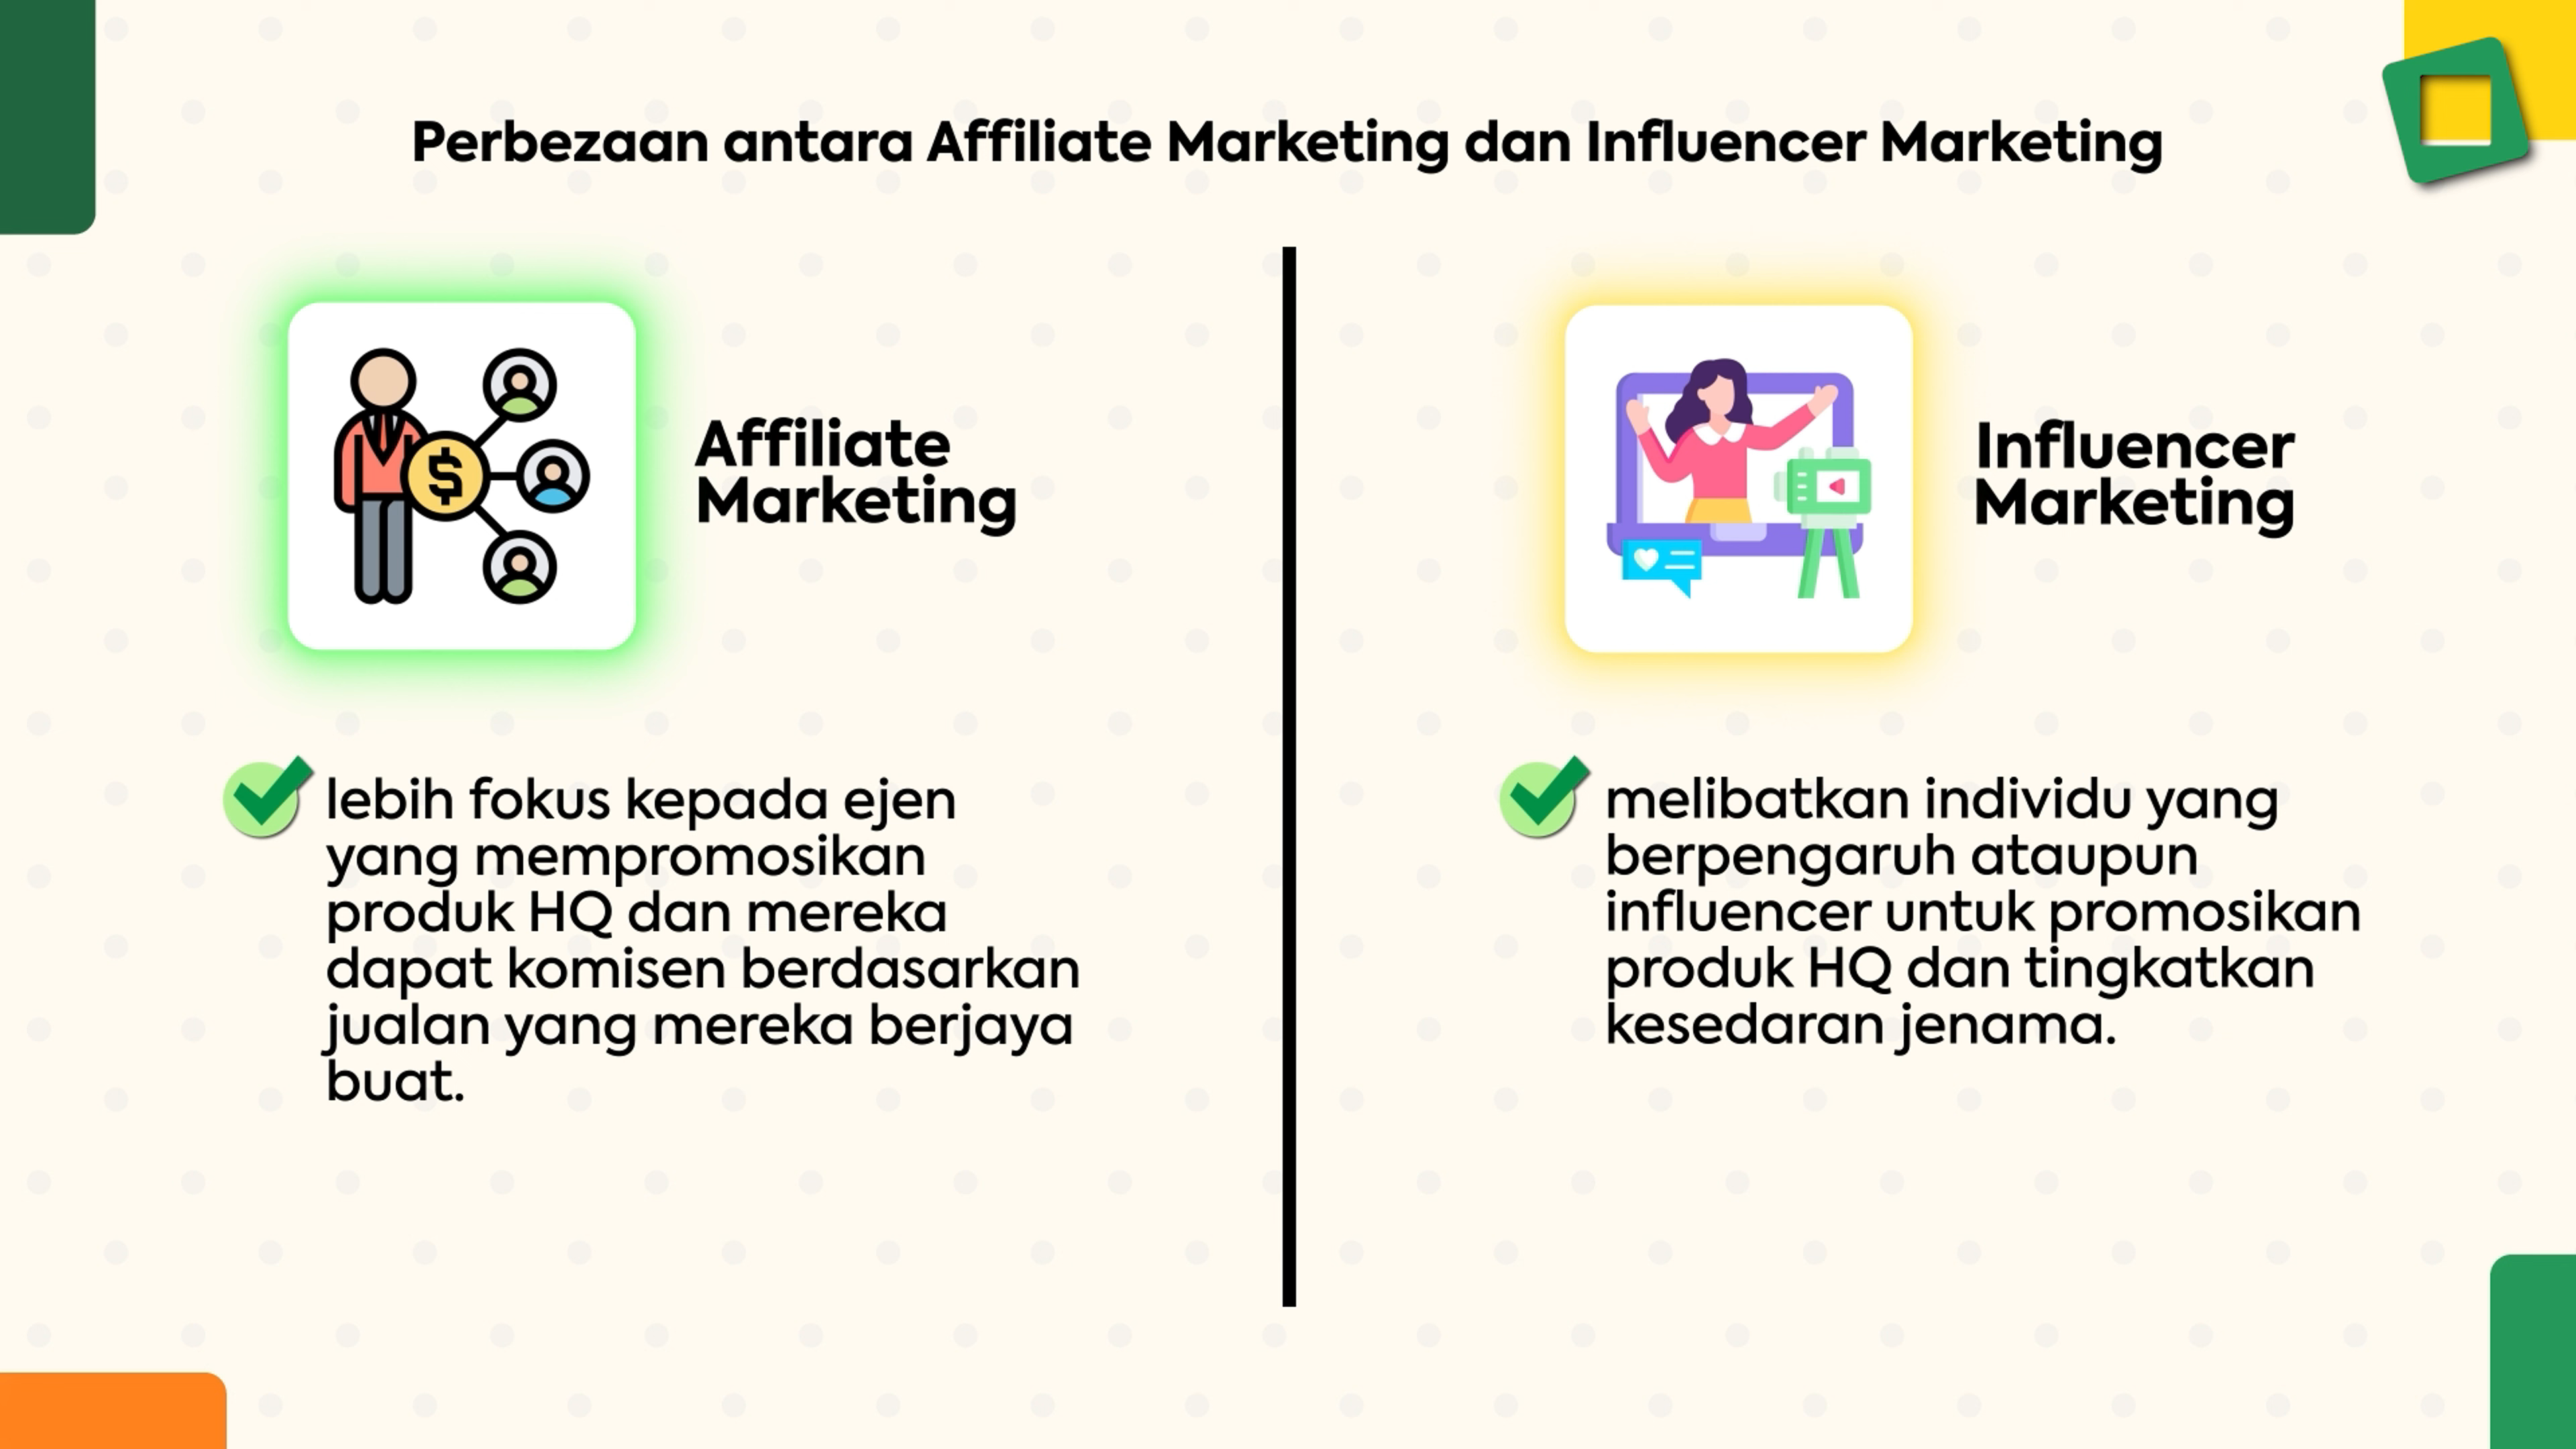 Perbezaan antara Affiliate Marketing dan Influencer Marketing
Affiliate
Marketing
lebih fokus kepada ejen
yang mempromosikan
produk HQ dan mereka
dapat komisen berdasarkan
jualan yang mereka berjaya
buat.
Influencer
Marketing
melibatkan individu yang
berpengaruh ataupun
influencer untuk promosikan
produk HQ dan tingkatkan
kesedaran jenama.